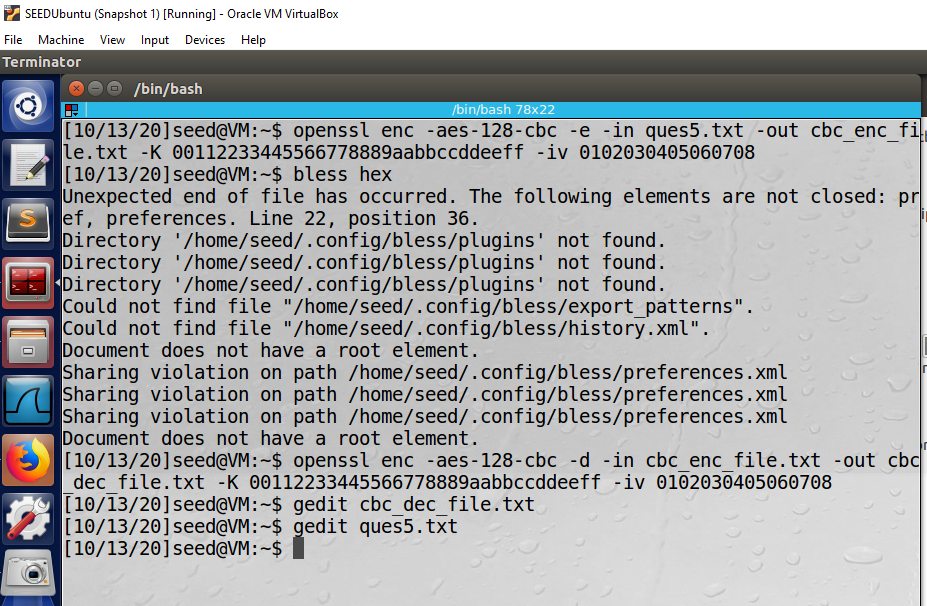 SEEDUbuntu (Snapshot 1) [Running] - Oracle VM VirtualBox
File Machine View Input Devices Help
Terminator
/bin/bash
/bin/bash 78x22
[10/13/20]seed@VM:~$ openssl enc -aes-128-cbc -e -in ques5.txt -out cbc_enc_fi
le.txt -K 00112233445566778889aabbccddeeff -iv 0102030405060708
[10/13/20]seed@VM:~$ bless hex
Unexpected end of file has occurred. The following elements are not closed: pr
ef, preferences. Line 22, position 36.
Directory '/home/seed/.config/bless/plugins' not found.
Directory '/home/seed/.config/bless/plugins' not found.
Directory '/home/seed/.config/bless/plugins' not found.
Could not find file "/home/seed/.config/bless/export_patterns".
Could not find file "/home/seed/.config/bless/history.xml".
Document does not have a root element.
Sharing violation on path /home/seed/.config/bless/preferences.xml
Sharing violation on path /home/seed/.config/bless/preferences.xml
Sharing violation on path /home/seed/.config/bless/preferences.xml
Document does not have a root element.
[10/13/20]seed@VM:~$ openssl enc -aes-128-cbc -d -in cbc_enc_file.txt -out cbc
_dec_file.txt -K 00112233445566778889aabbccddeeff -iv 0102030405060708
[10/13/20]seed@VM:~$ gedit cbc_dec_file.txt
[10/13/20]seed@VM:~$ gedit ques5.txt
[10/13/20]seed@VM:~$